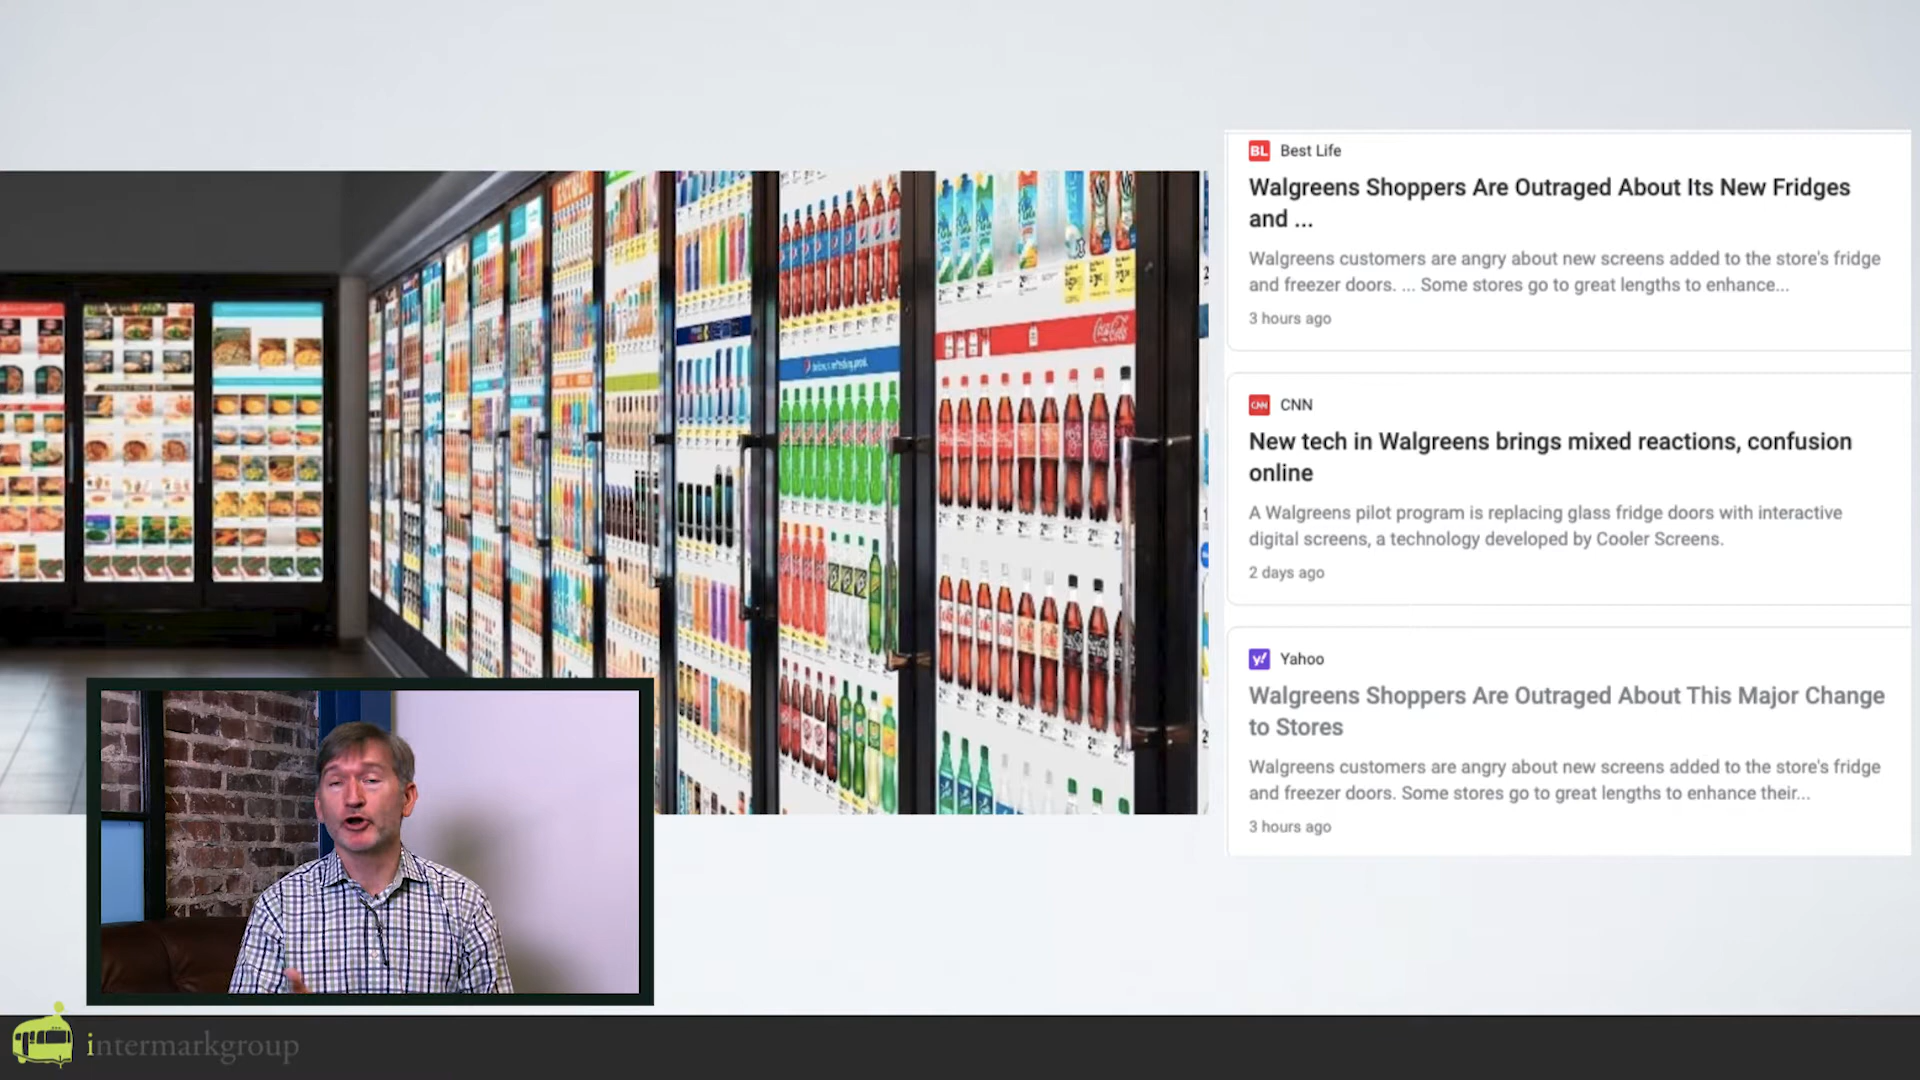 BL Best Life
Walgreens Shoppers Are Outraged About Its New Fridges
and ...
Walgreens customers are angry about new screens added to the store's fridge
and freezer doors. ... Some stores go to great lengths to enhance...
3 hours ago
CNN CNN
New tech in Walgreens brings mixed reactions, confusion
online
A Walgreens pilot program is replacing glass fridge doors with interactive
digital screens, a technology developed by Cooler Screens.
2 days ago
y! Yahoo
Walgreens Shoppers Are Outraged About This Major Change
to Stores
Walgreens customers are angry about new screens added to the store's fridge
and freezer doors. Some stores go to great lengths to enhance their...
3 hours ago
Coca-Cola
intermarkgroup